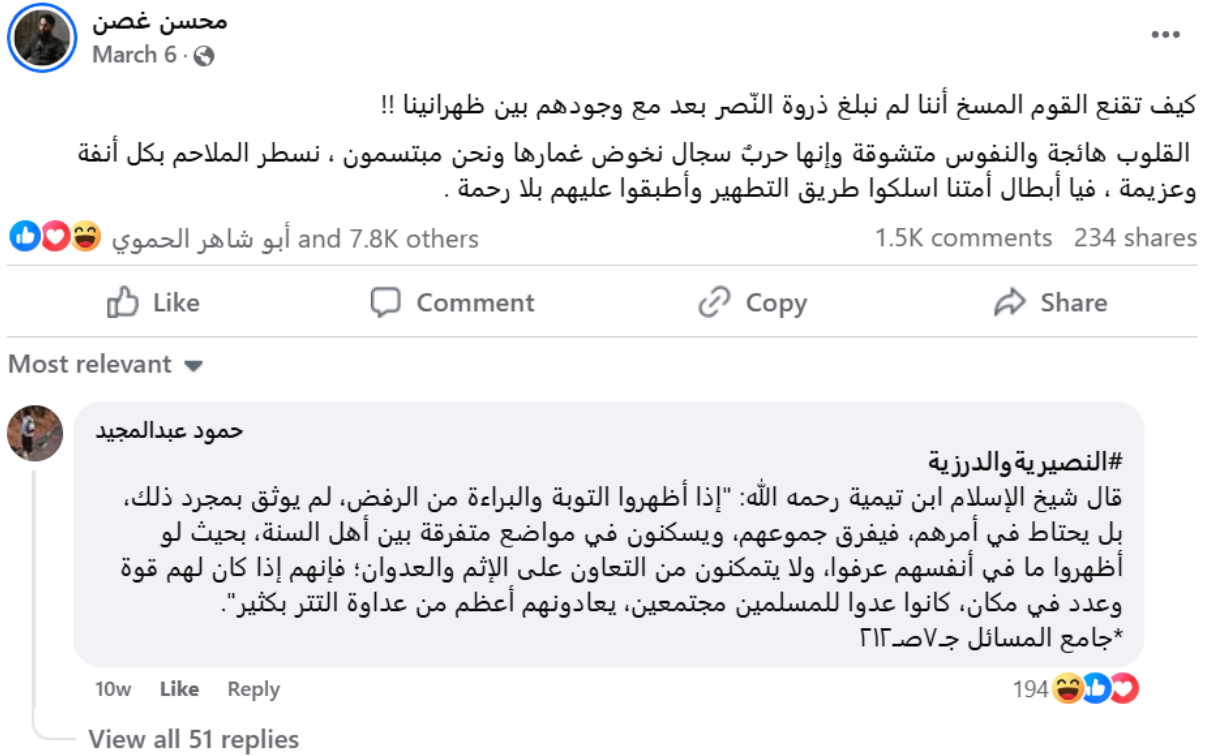 محسن غصن
March 6 ·
كيف تقنع القوم المسخ أننا لم نبلغ ذروة النّصر بعد مع وجودهم بين ظهرانينا !!
القلوب هائجة والنفوس متشوقة وإنها حربٌ سجال نخوض غمارها ونحن مبتسمون ، نسطر الملاحم بكل أنفة
وعزيمة ، فيا أبطال أمتنا اسلكوا طريق التطهير وأطبقوا عليهم بلا رحمة .
أبو شاهر الحموي and 7.8K others
1.5K comments 234 shares
Like Comment Copy Share
Most relevant
حمود عبدالمجيد
#النصيرية‌والدرزية
قال شيخ الإسلام ابن تيمية رحمه الله: "إذا أظهروا التوبة والبراءة من الرفض، لم يوثق بمجرد ذلك،
بل يحتاط في أمرهم، فيفرق جموعهم، ويسكنون في مواضع متفرقة بين أهل السنة، بحيث لو
أظهروا ما في أنفسهم عرفوا، ولا يتمكنون من التعاون على الإثم والعدوان؛ فإنهم إذا كان لهم قوة
وعدد في مكان، كانوا عدوا للمسلمين مجتمعين، يعادونهم أعظم من عداوة التتر بكثير".
*جامع المسائل جـ٧صـ٢١٢
10w Like Reply 194
View all 51 replies